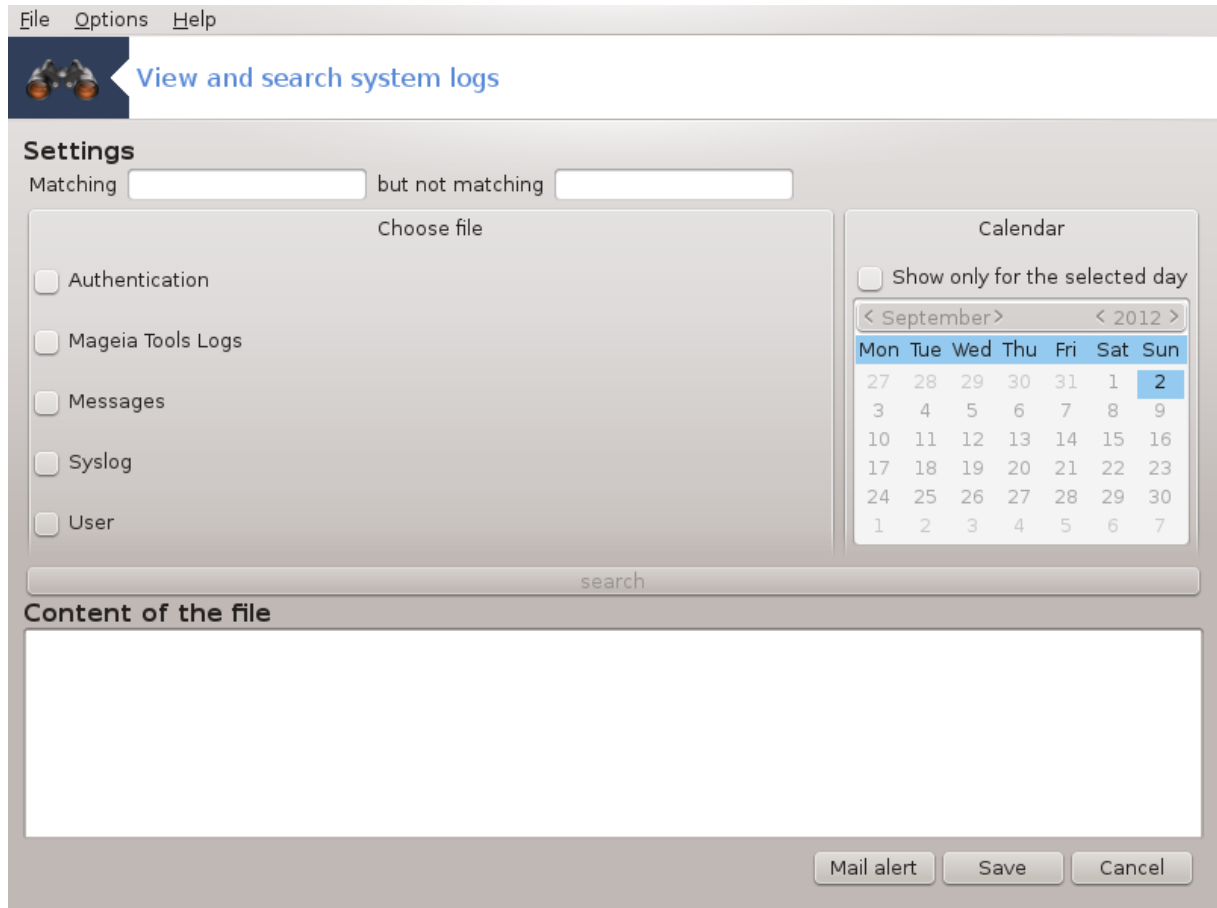 File Options Help
View and search system logs
Settings
Matching but not matching
Choose file
Authentication
Mageia Tools Logs
Messages
Syslog
User
Calendar
Show only for the selected day
< September > < 2012 >
Mon Tue Wed Thu Fri Sat Sun
27 28 29 30 31 1 2
3 4 5 6 7 8 9
10 11 12 13 14 15 16
17 18 19 20 21 22 23
24 25 26 27 28 29 30
1 2 3 4 5 6 7
search
Content of the file
Mail alert Save Cancel